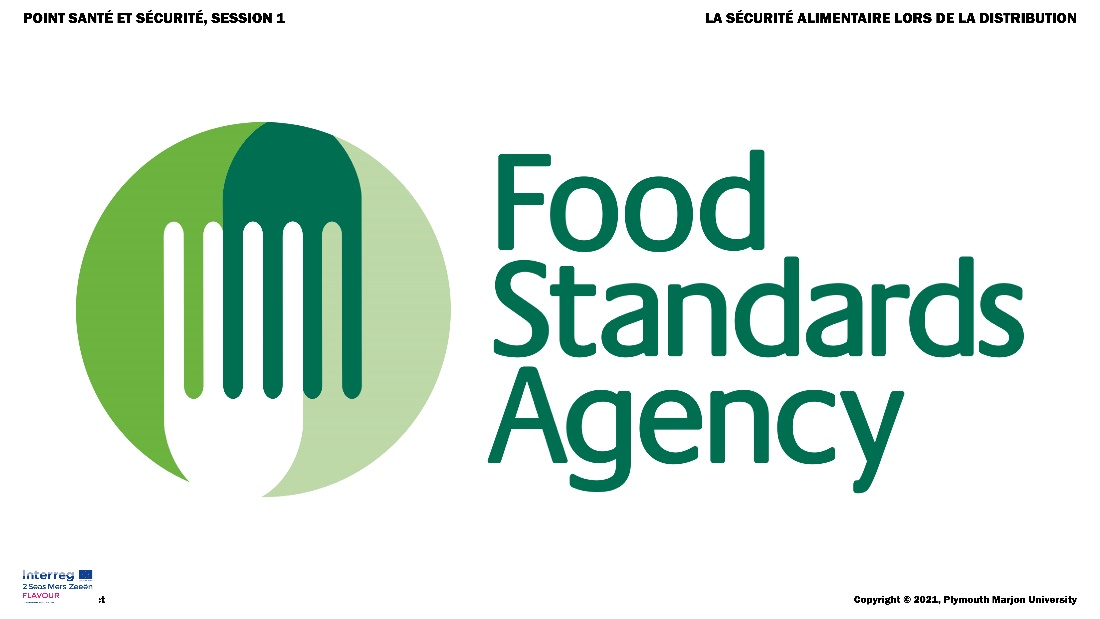 POINT SANTÉ ET SÉCURITÉ, SESSION 1
LA SÉCURITÉ ALIMENTAIRE LORS DE LA DISTRIBUTION
Food
Standards
Agency
Interreg
2 Seas Mers Zeeën
FLAVOUR
Copyright © 2021, Plymouth Marjon University